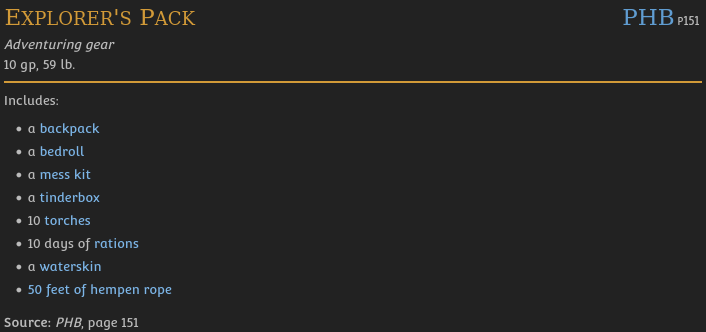 Explorer's Pack PHB P151
Adventuring gear
10 gp, 59 lb.
Includes:
• a backpack
• a bedroll
• a mess kit
• a tinderbox
• 10 torches
• 10 days of rations
• a waterskin
• 50 feet of hempen rope
Source: PHB, page 151